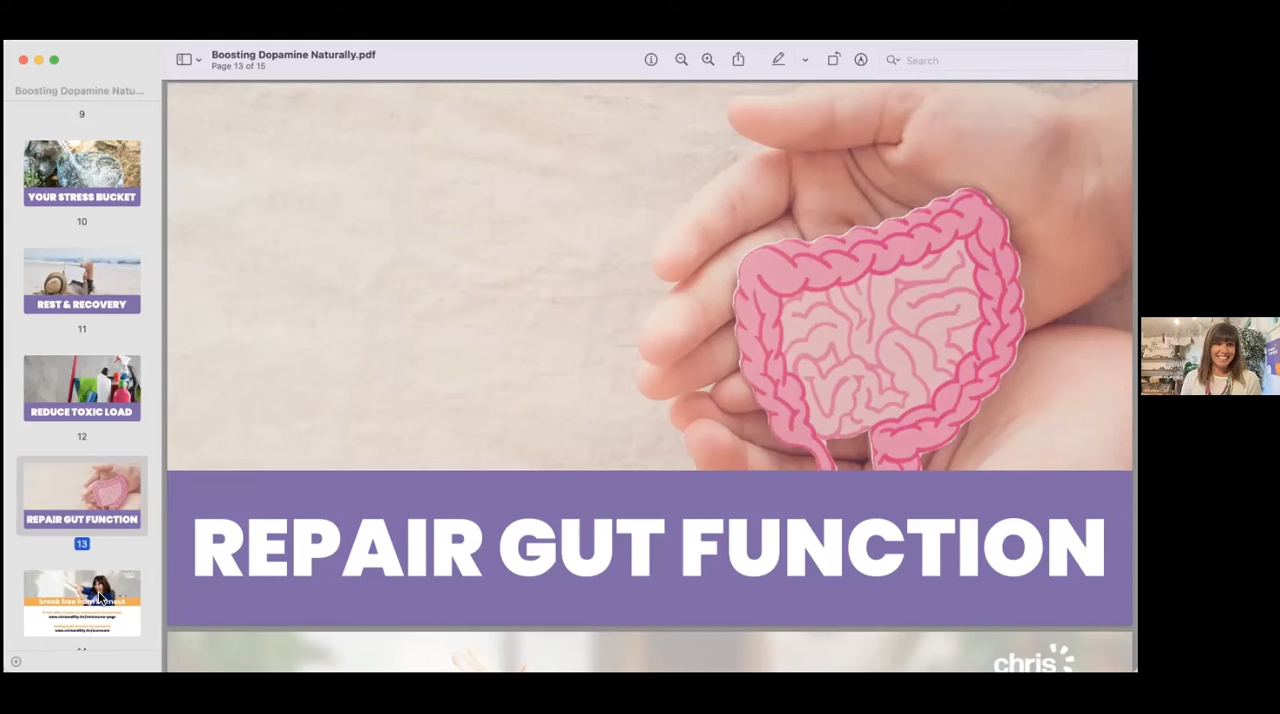 Boosting Dopamine Naturally.pdf
Page 13 of 15
Search
Boosting Dopamine Natu...
9
YOUR STRESS BUCKET
10
REST & RECOVERY
11
REDUCE TOXIC LOAD
12
REPAIR GUT FUNCTION
13
REPAIR GUT FUNCTION
chris